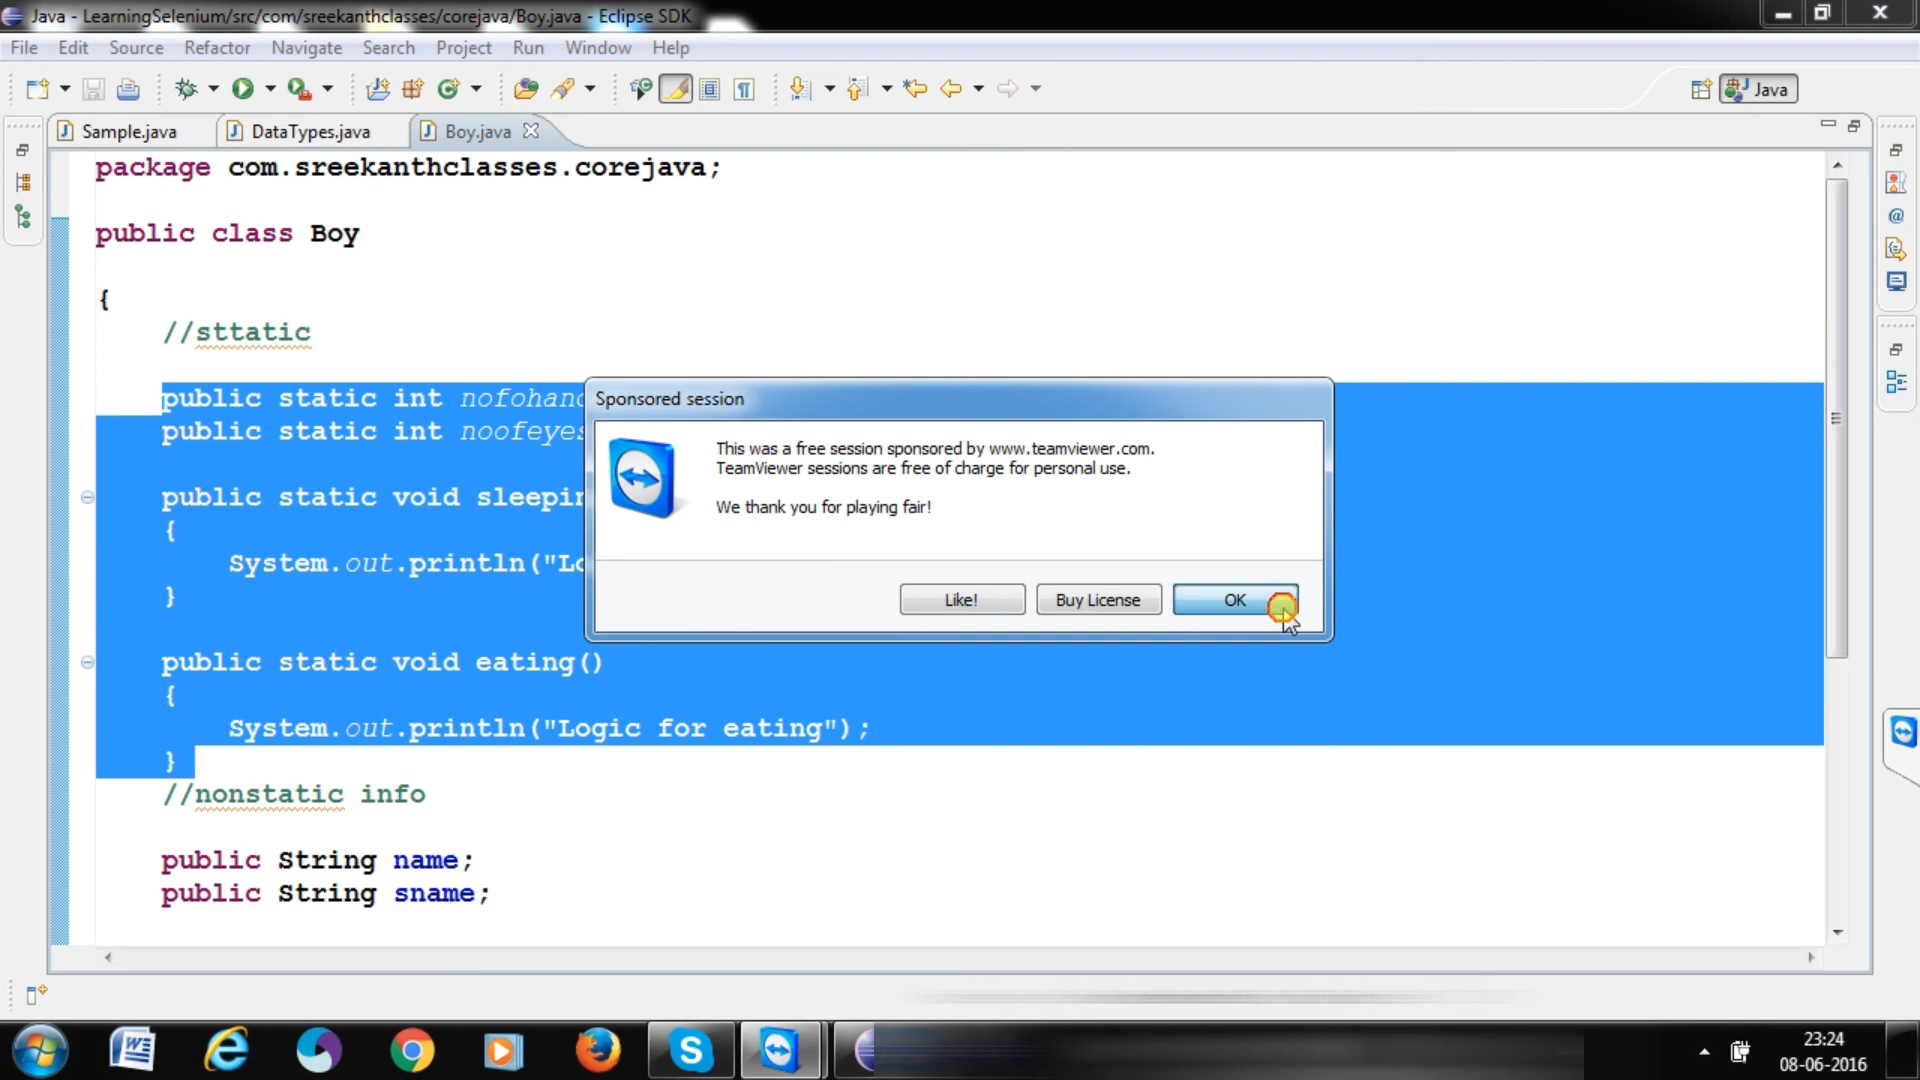 Java - LearningSelenium/src/com/sreekanthclasses/corejava/Boy.java - Eclipse SDK
File Edit Source Refactor Navigate Search Project Run Window Help
Java
Sample.java DataTypes.java Boy.java
package com.sreekanthclasses.corejava;
public class Boy
{
//sttatic
public static int nofohand
public static int noofeyes
public static void sleepin
{
System.out.println("Lo
}
public static void eating()
{
System.out.println("Logic for eating");
}
//nonstatic info
public String name;
public String sname;
Sponsored session
This was a free session sponsored by www.teamviewer.com.
TeamViewer sessions are free of charge for personal use.
We thank you for playing fair!
Like! Buy License OK
23:24
08-06-2016